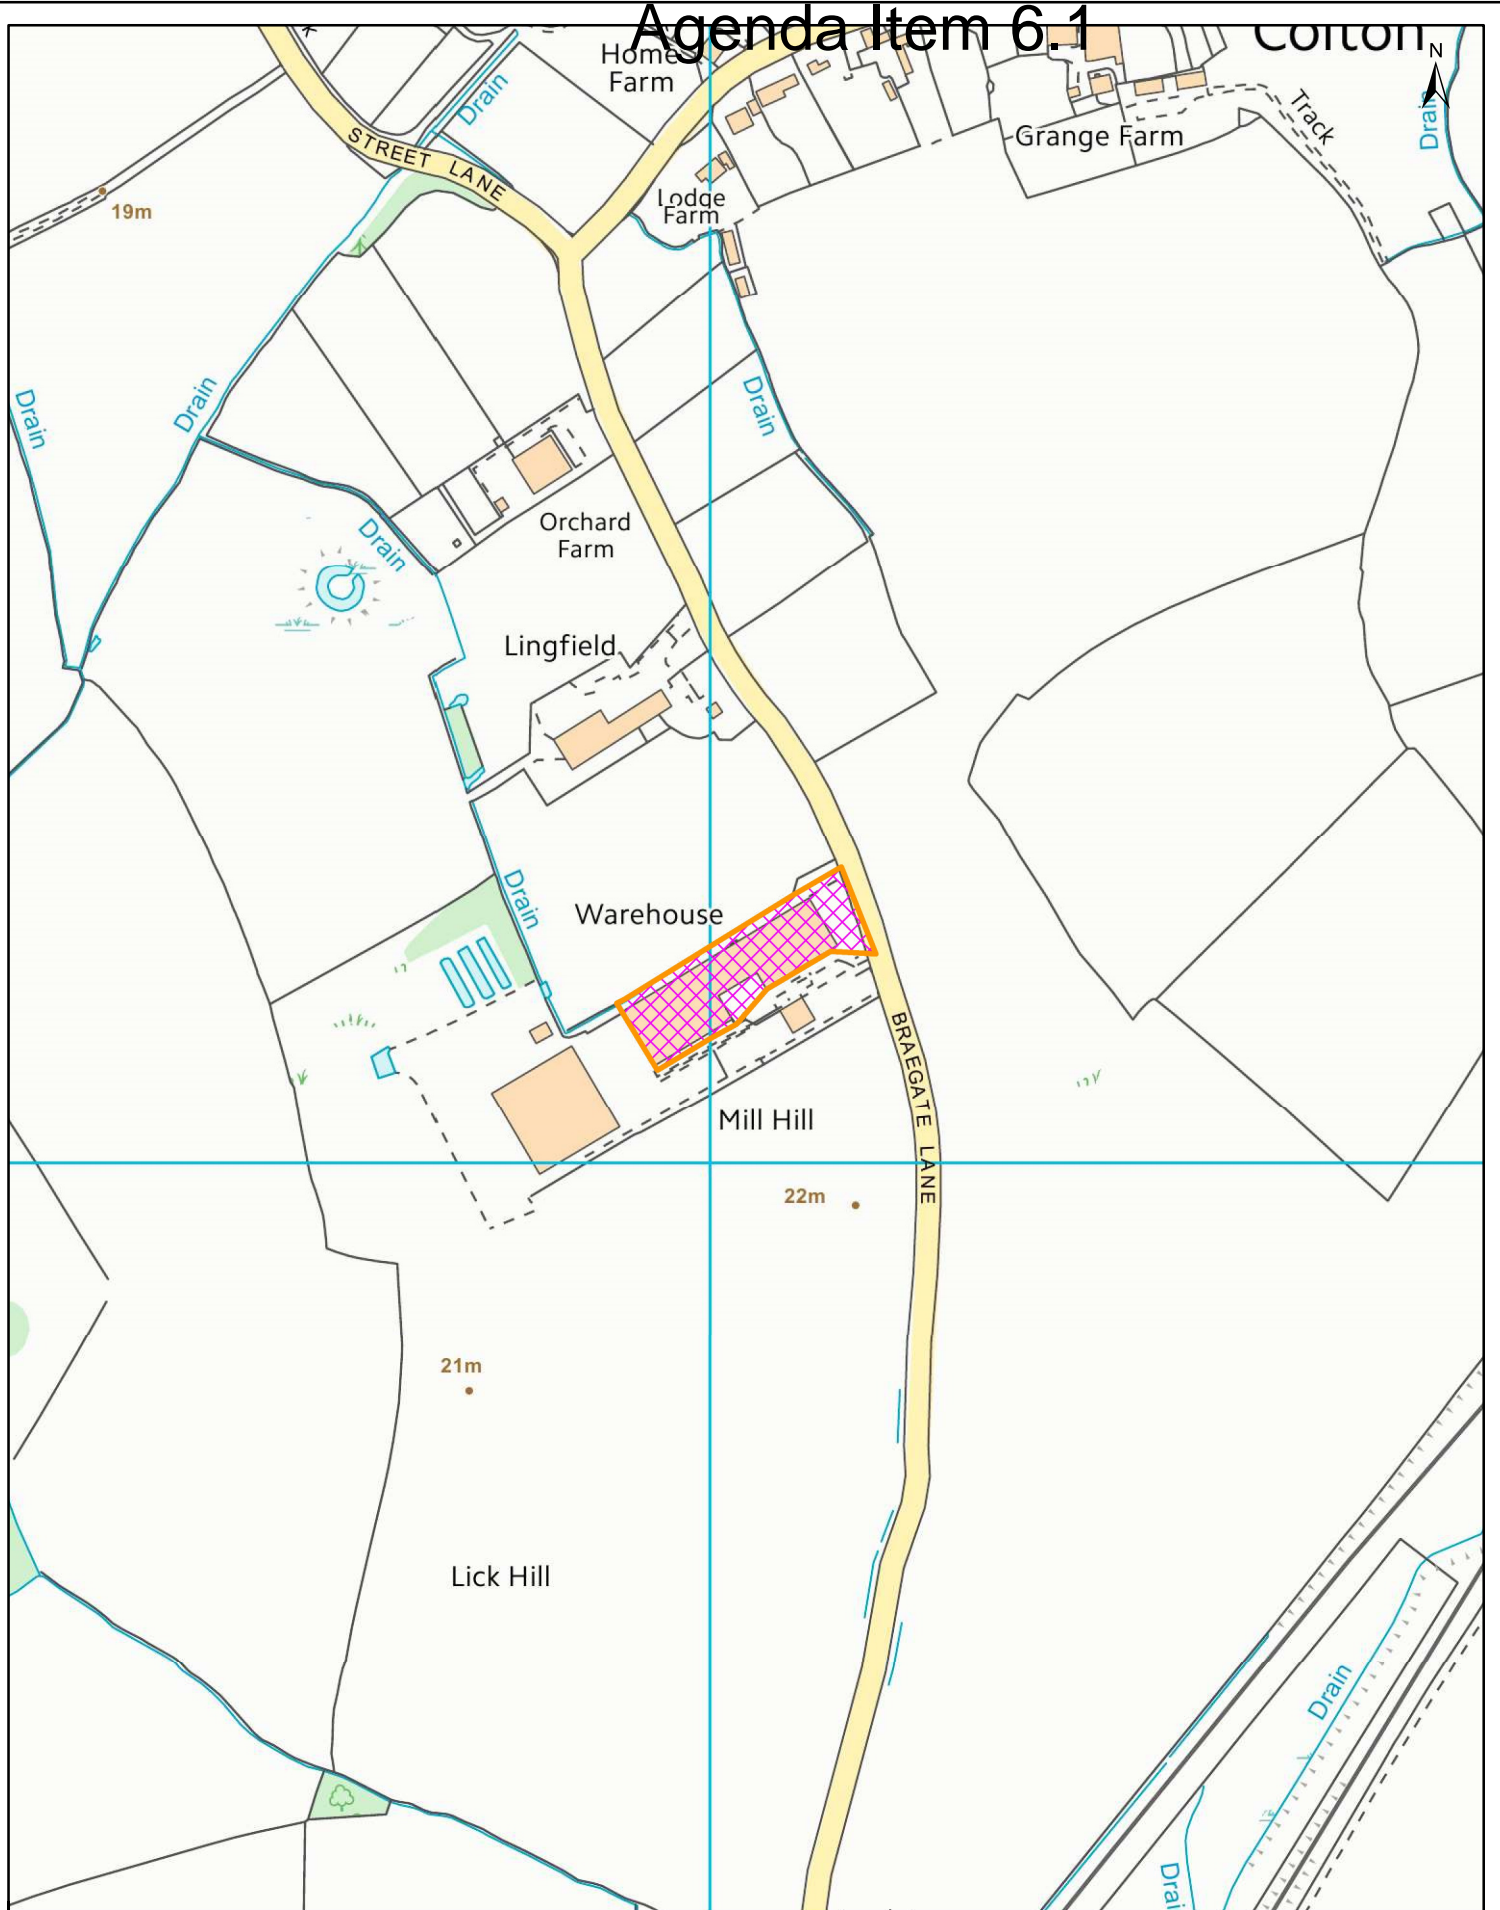 Agenda Item 6.1
Colton
N
Home
Farm
Drain
Drain
Track
Grange Farm
STREET LANE
Lodge
Farm
19m
Drain
Drain
Drain
Orchard
Farm
Drain
Lingfield
Drain
Warehouse
BRAEGATE LANE
Mill Hill
22m
21m
Lick Hill
Drain
Drai